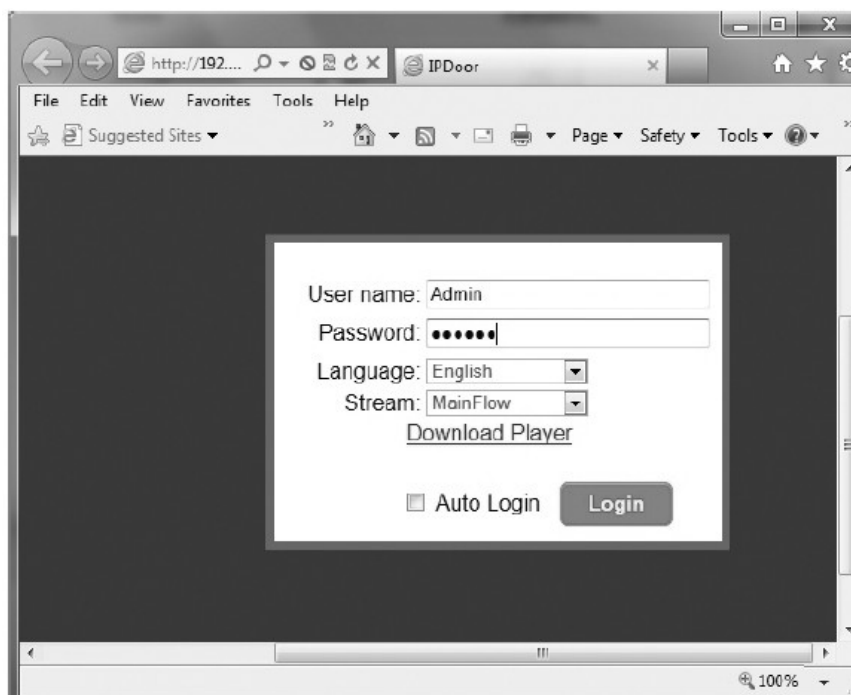 http://192.... IPDoor
File Edit View Favorites Tools Help
Suggested Sites Page Safety Tools
User name: Admin
Password: ••••••
Language: English
Stream: MainFlow
Download Player
Auto Login Login
100%